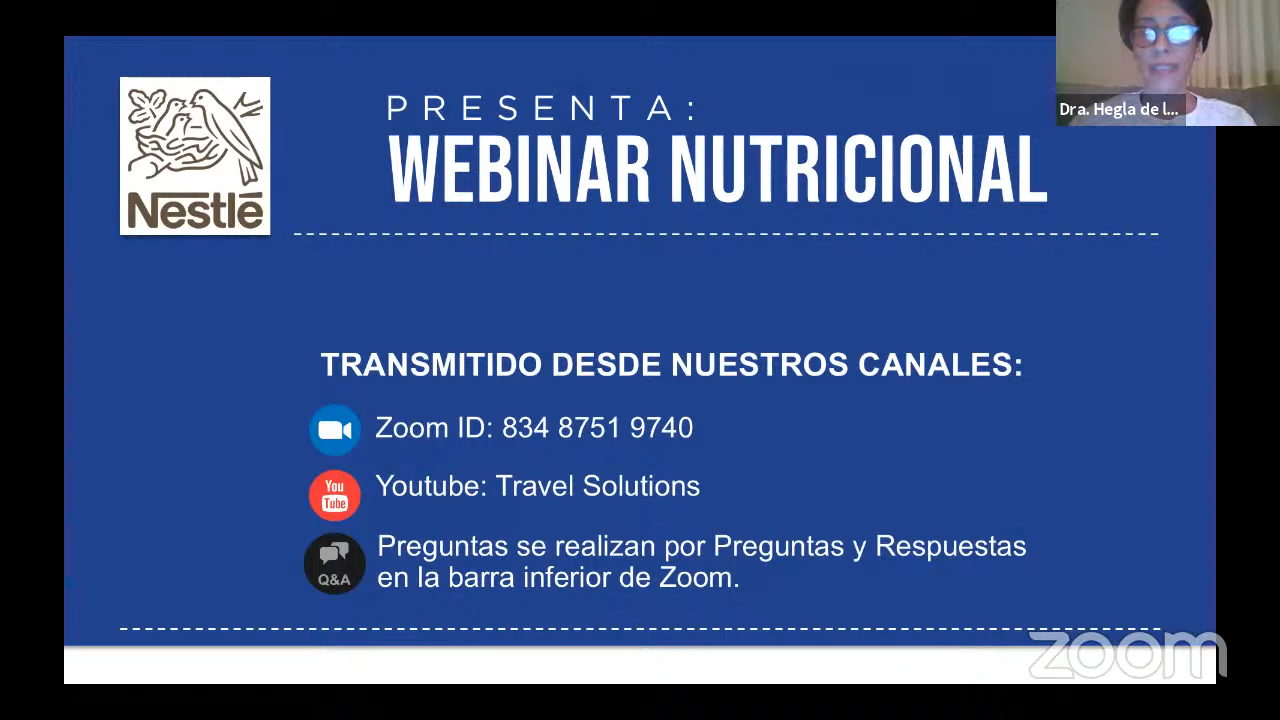 Dra. Hegla de l...
PRESENTA:
WEBINAR NUTRICIONAL
Nestlé
TRANSMITIDO DESDE NUESTROS CANALES:
Zoom ID: 834 8751 9740
You
Tube
Youtube: Travel Solutions
Q&A
Preguntas se realizan por Preguntas y Respuestas
en la barra inferior de Zoom.
zoom